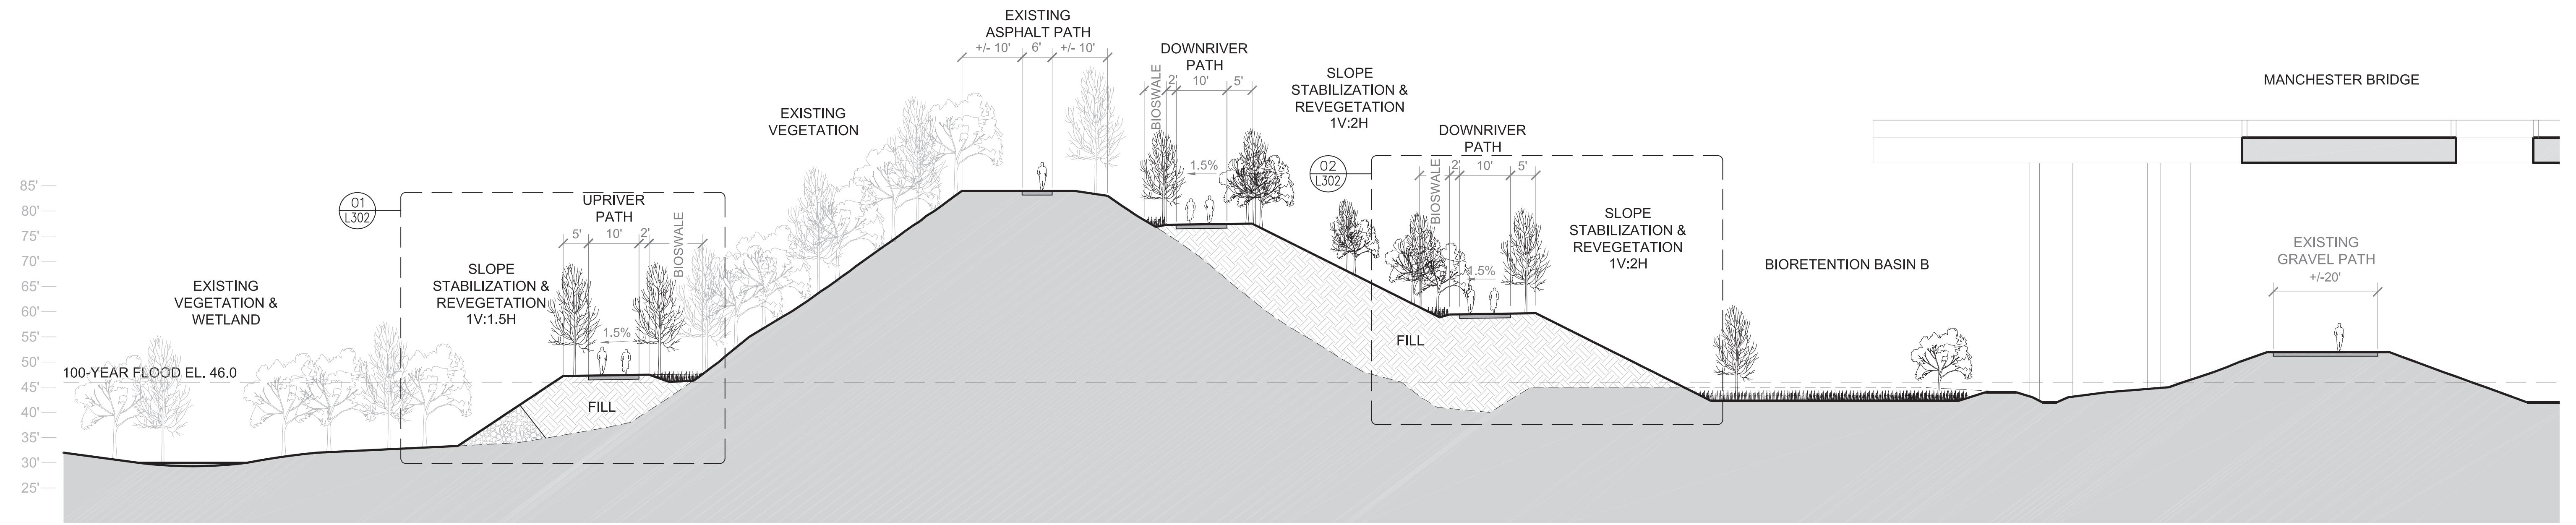 EXISTING
ASPHALT PATH
+/- 10'
6'
+/- 10'
DOWNRIVER
PATH
BIOSWALE
2'
10'
5'
1.5%
SLOPE
STABILIZATION &
REVEGETATION
1V:2H
MANCHESTER BRIDGE
EXISTING
VEGETATION
DOWNRIVER
PATH
BIOSWALE
2'
10'
5'
1.5%
02
L302
SLOPE
STABILIZATION &
REVEGETATION
1V:2H
01
L302
UPRIVER
PATH
5'
10'
2'
BIOSWALE
1.5%
SLOPE
STABILIZATION &
REVEGETATION
1V:1.5H
EXISTING
VEGETATION &
WETLAND
BIORETENTION BASIN B
EXISTING
GRAVEL PATH
+/-20'
FILL
FILL
100-YEAR FLOOD EL. 46.0
85'
80'
75'
70'
65'
60'
55'
50'
45'
40'
35'
30'
25'